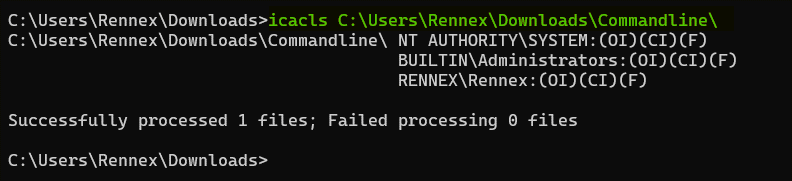 C:\Users\Rennex\Downloads>icacls C:\Users\Rennex\Downloads\Commandline\
C:\Users\Rennex\Downloads\Commandline\ NT AUTHORITY\SYSTEM:(OI)(CI)(F)
BUILTIN\Administrators:(OI)(CI)(F)
RENNEX\Rennex:(OI)(CI)(F)
Successfully processed 1 files; Failed processing 0 files
C:\Users\Rennex\Downloads>